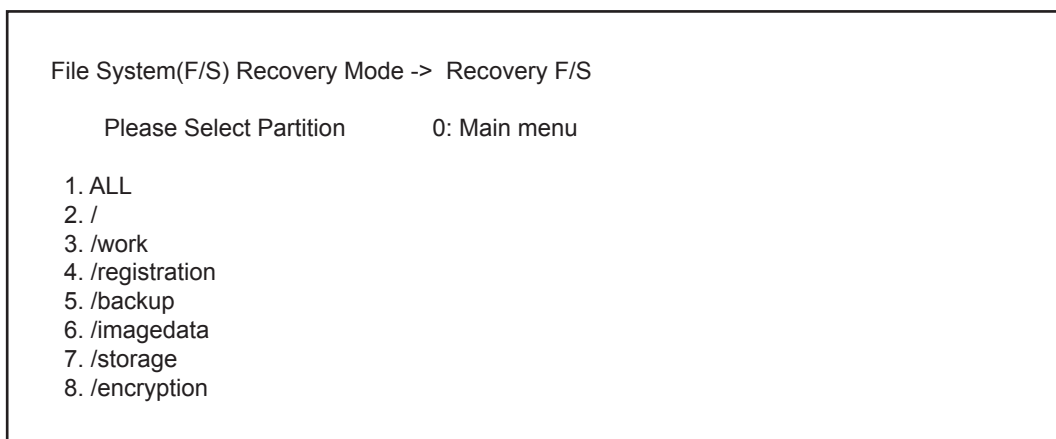 File System(F/S) Recovery Mode -> Recovery F/S
Please Select Partition 0: Main menu
1. ALL
2. /
3. /work
4. /registration
5. /backup
6. /imagedata
7. /storage
8. /encryption